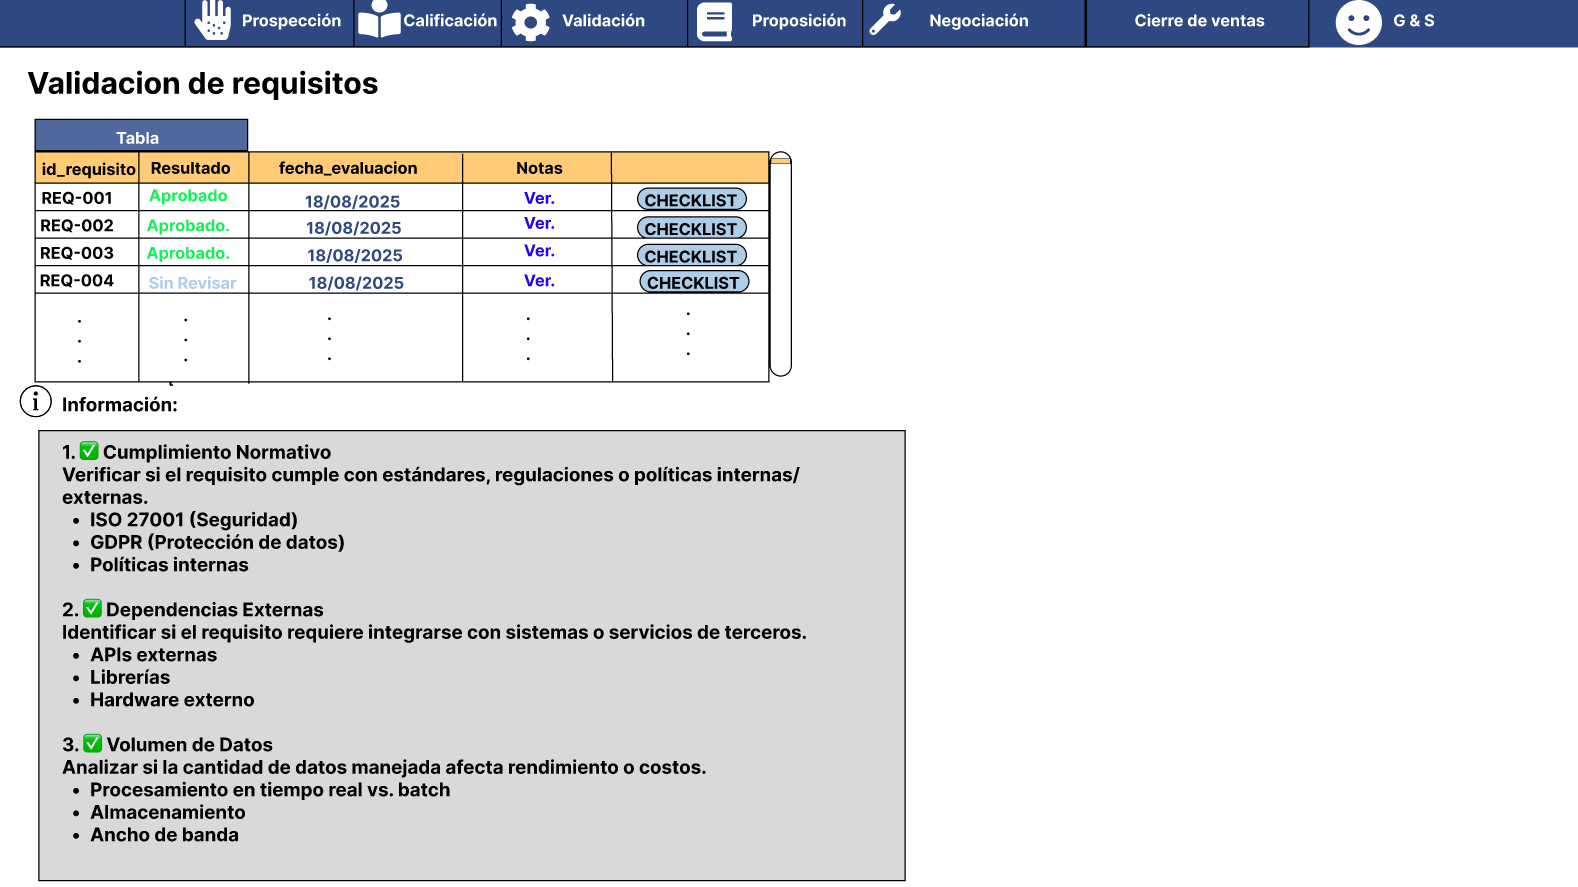 Prospección Calificación Validación Proposición Negociación Cierre de ventas G & S
Validacion de requisitos
Tabla
id_requisito Resultado fecha_evaluacion Notas
REQ-001 Aprobado 18/08/2025 Ver. CHECKLIST
REQ-002 Aprobado. 18/08/2025 Ver. CHECKLIST
REQ-003 Aprobado. 18/08/2025 Ver. CHECKLIST
REQ-004 Sin Revisar 18/08/2025 Ver. CHECKLIST
. . . . .
. . . . .
. . . . .
i Información:
1. ✅ Cumplimiento Normativo
Verificar si el requisito cumple con estándares, regulaciones o políticas internas/
externas.
• ISO 27001 (Seguridad)
• GDPR (Protección de datos)
• Políticas internas
2. ✅ Dependencias Externas
Identificar si el requisito requiere integrarse con sistemas o servicios de terceros.
• APIs externas
• Librerías
• Hardware externo
3. ✅ Volumen de Datos
Analizar si la cantidad de datos manejada afecta rendimiento o costos.
• Procesamiento en tiempo real vs. batch
• Almacenamiento
• Ancho de banda